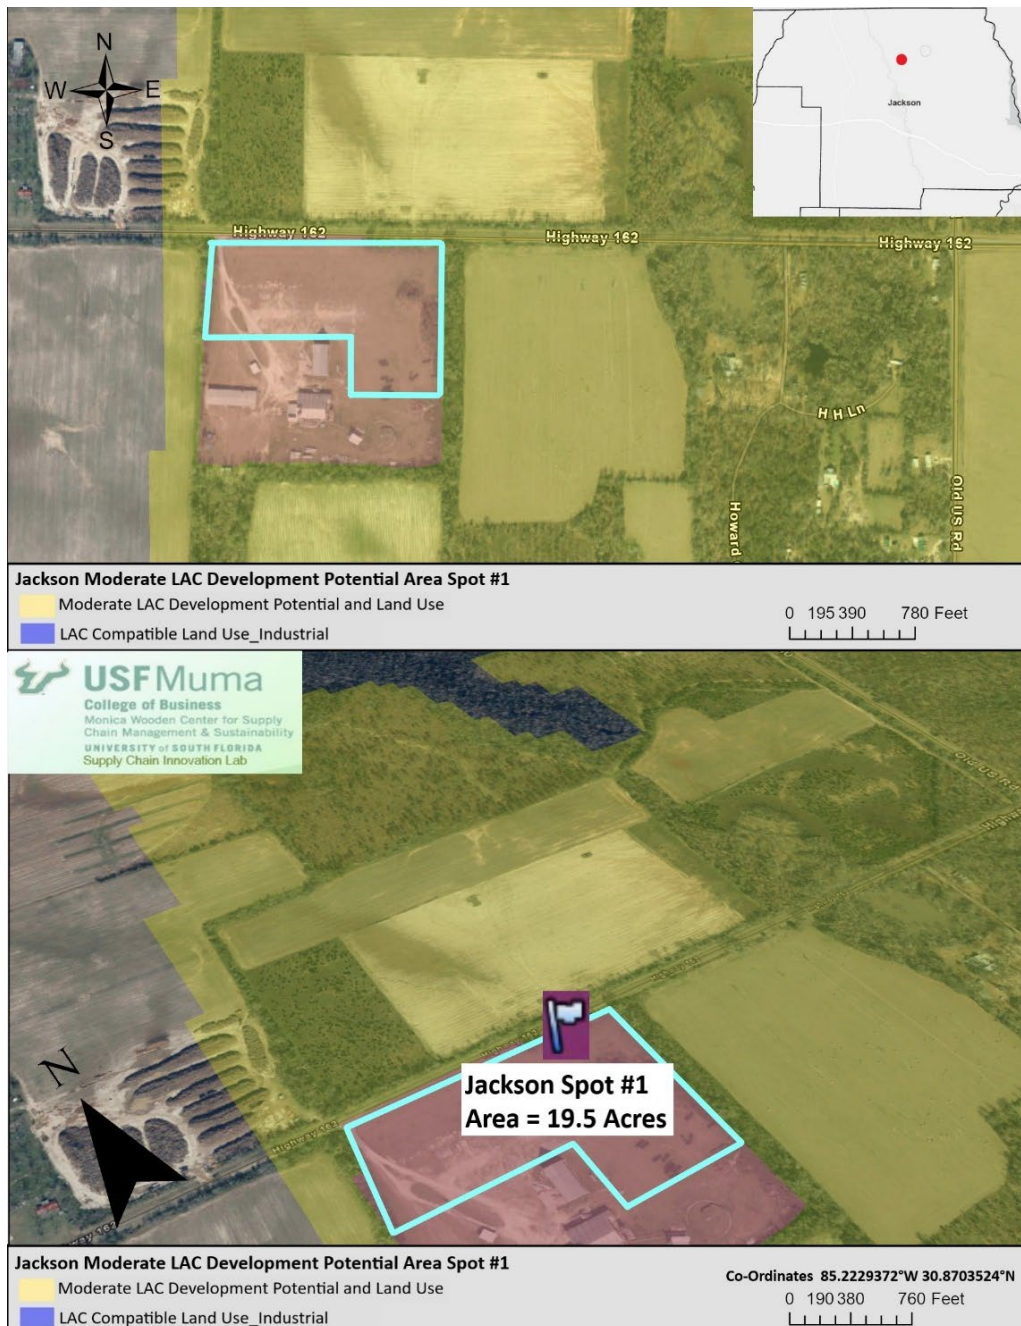 N
W E
S
Jackson
Highway 162
Highway 162
Highway 162
H H Ln
Howard
Old US Rd
Jackson Moderate LAC Development Potential Area Spot #1
Moderate LAC Development Potential and Land Use
LAC Compatible Land Use_Industrial
0 195 390 780 Feet
USF Muma
College of Business
Monica Wooden Center for Supply
Chain Management & Sustainability
UNIVERSITY of SOUTH FLORIDA
Supply Chain Innovation Lab
Old US Rd
Highway 162
N
Jackson Spot #1
Area = 19.5 Acres
Highway 162
Jackson Moderate LAC Development Potential Area Spot #1
Moderate LAC Development Potential and Land Use
LAC Compatible Land Use_Industrial
Co-Ordinates 85.2229372°W 30.8703524°N
0 190 380 760 Feet